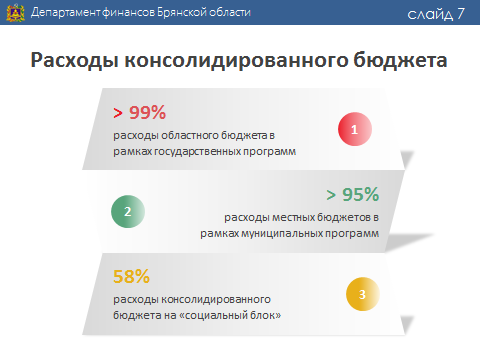 Департамент финансов Брянской области
слайд 7
Расходы консолидированного бюджета
> 99%
расходы областного бюджета в
рамках государственных программ
1
> 95%
2
расходы местных бюджетов в
рамках муниципальных программ
58%
расходы консолидированного
бюджета на «социальный блок»
3